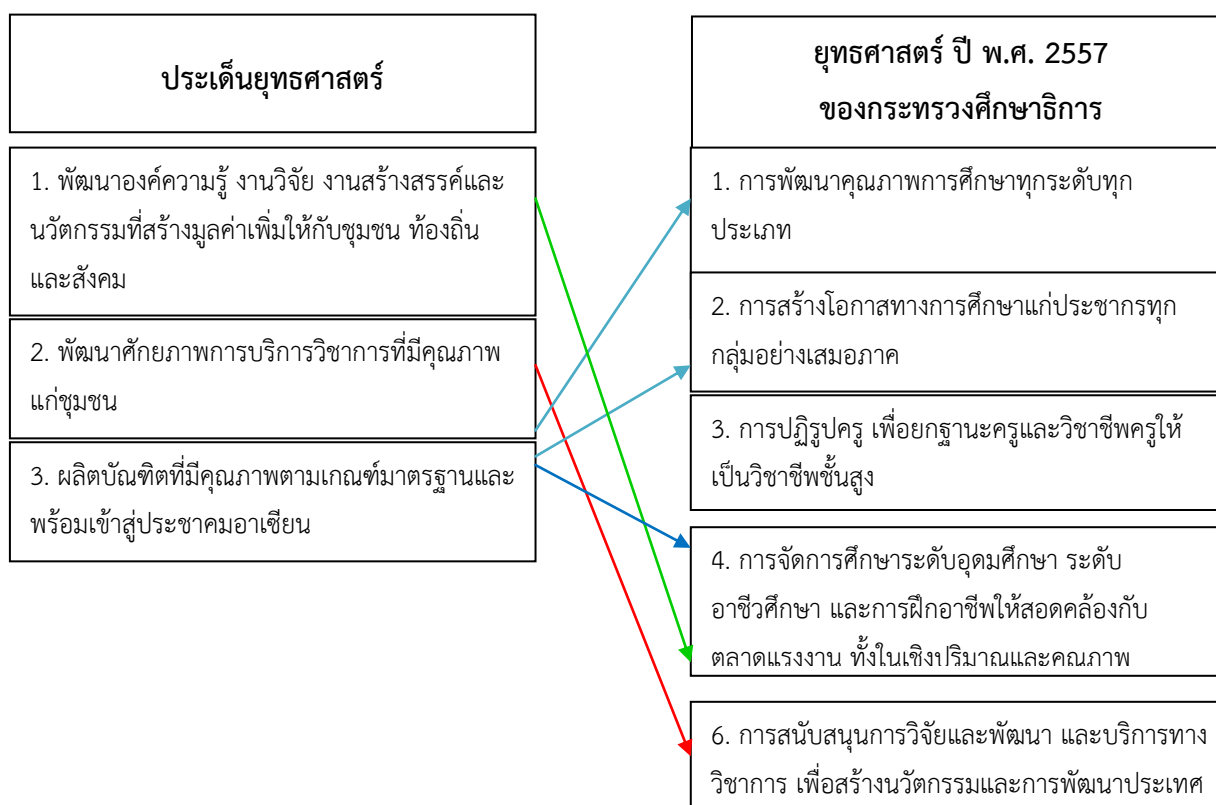 ประเด็นยุทธศาสตร์
1. พัฒนาองค์ความรู้ งานวิจัย งานสร้างสรรค์และ
นวัตกรรมที่สร้างมูลค่าเพิ่มให้กับชุมชน ท้องถิ่น
และสังคม
2. พัฒนาศักยภาพการบริการวิชาการที่มีคุณภาพ
แก่ชุมชน
3. ผลิตบัณฑิตที่มีคุณภาพตามเกณฑ์มาตรฐานและ
พร้อมเข้าสู่ประชาคมอาเซียน
ยุทธศาสตร์ ปี พ.ศ. 2557
ของกระทรวงศึกษาธิการ
1. การพัฒนาคุณภาพการศึกษาทุกระดับทุก
ประเภท
2. การสร้างโอกาสทางการศึกษาแก่ประชากรทุก
กลุ่มอย่างเสมอภาค
3. การปฏิรูปครู เพื่อยกฐานะครูและวิชาชีพครูให้
เป็นวิชาชีพชั้นสูง
4. การจัดการศึกษาระดับอุดมศึกษา ระดับ
อาชีวศึกษา และการฝึกอาชีพให้สอดคล้องกับ
ตลาดแรงงาน ทั้งในเชิงปริมาณและคุณภาพ
6. การสนับสนุนการวิจัยและพัฒนา และบริการทาง
วิชาการ เพื่อสร้างนวัตกรรมและการพัฒนาประเทศ